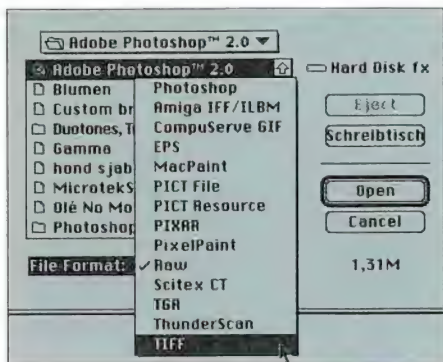 Adobe Photoshop™ 2.0
Adobe Photoshop™ 2.0
Hard Disk fx
Blumen
Custom br
Duotones, T
Gamma
hand sjab
MicrotekS
Olé No Mo
Photoshop
Photoshop
Amiga IFF/ILBM
CompuServe GIF
EPS
MacPaint
PICT File
PICT Resource
PIXAR
PixelPaint
Raw
Scitex CT
TGA
ThunderScan
TIFF
Eject
Schreibtisch
Open
Cancel
File Format:
1,31M